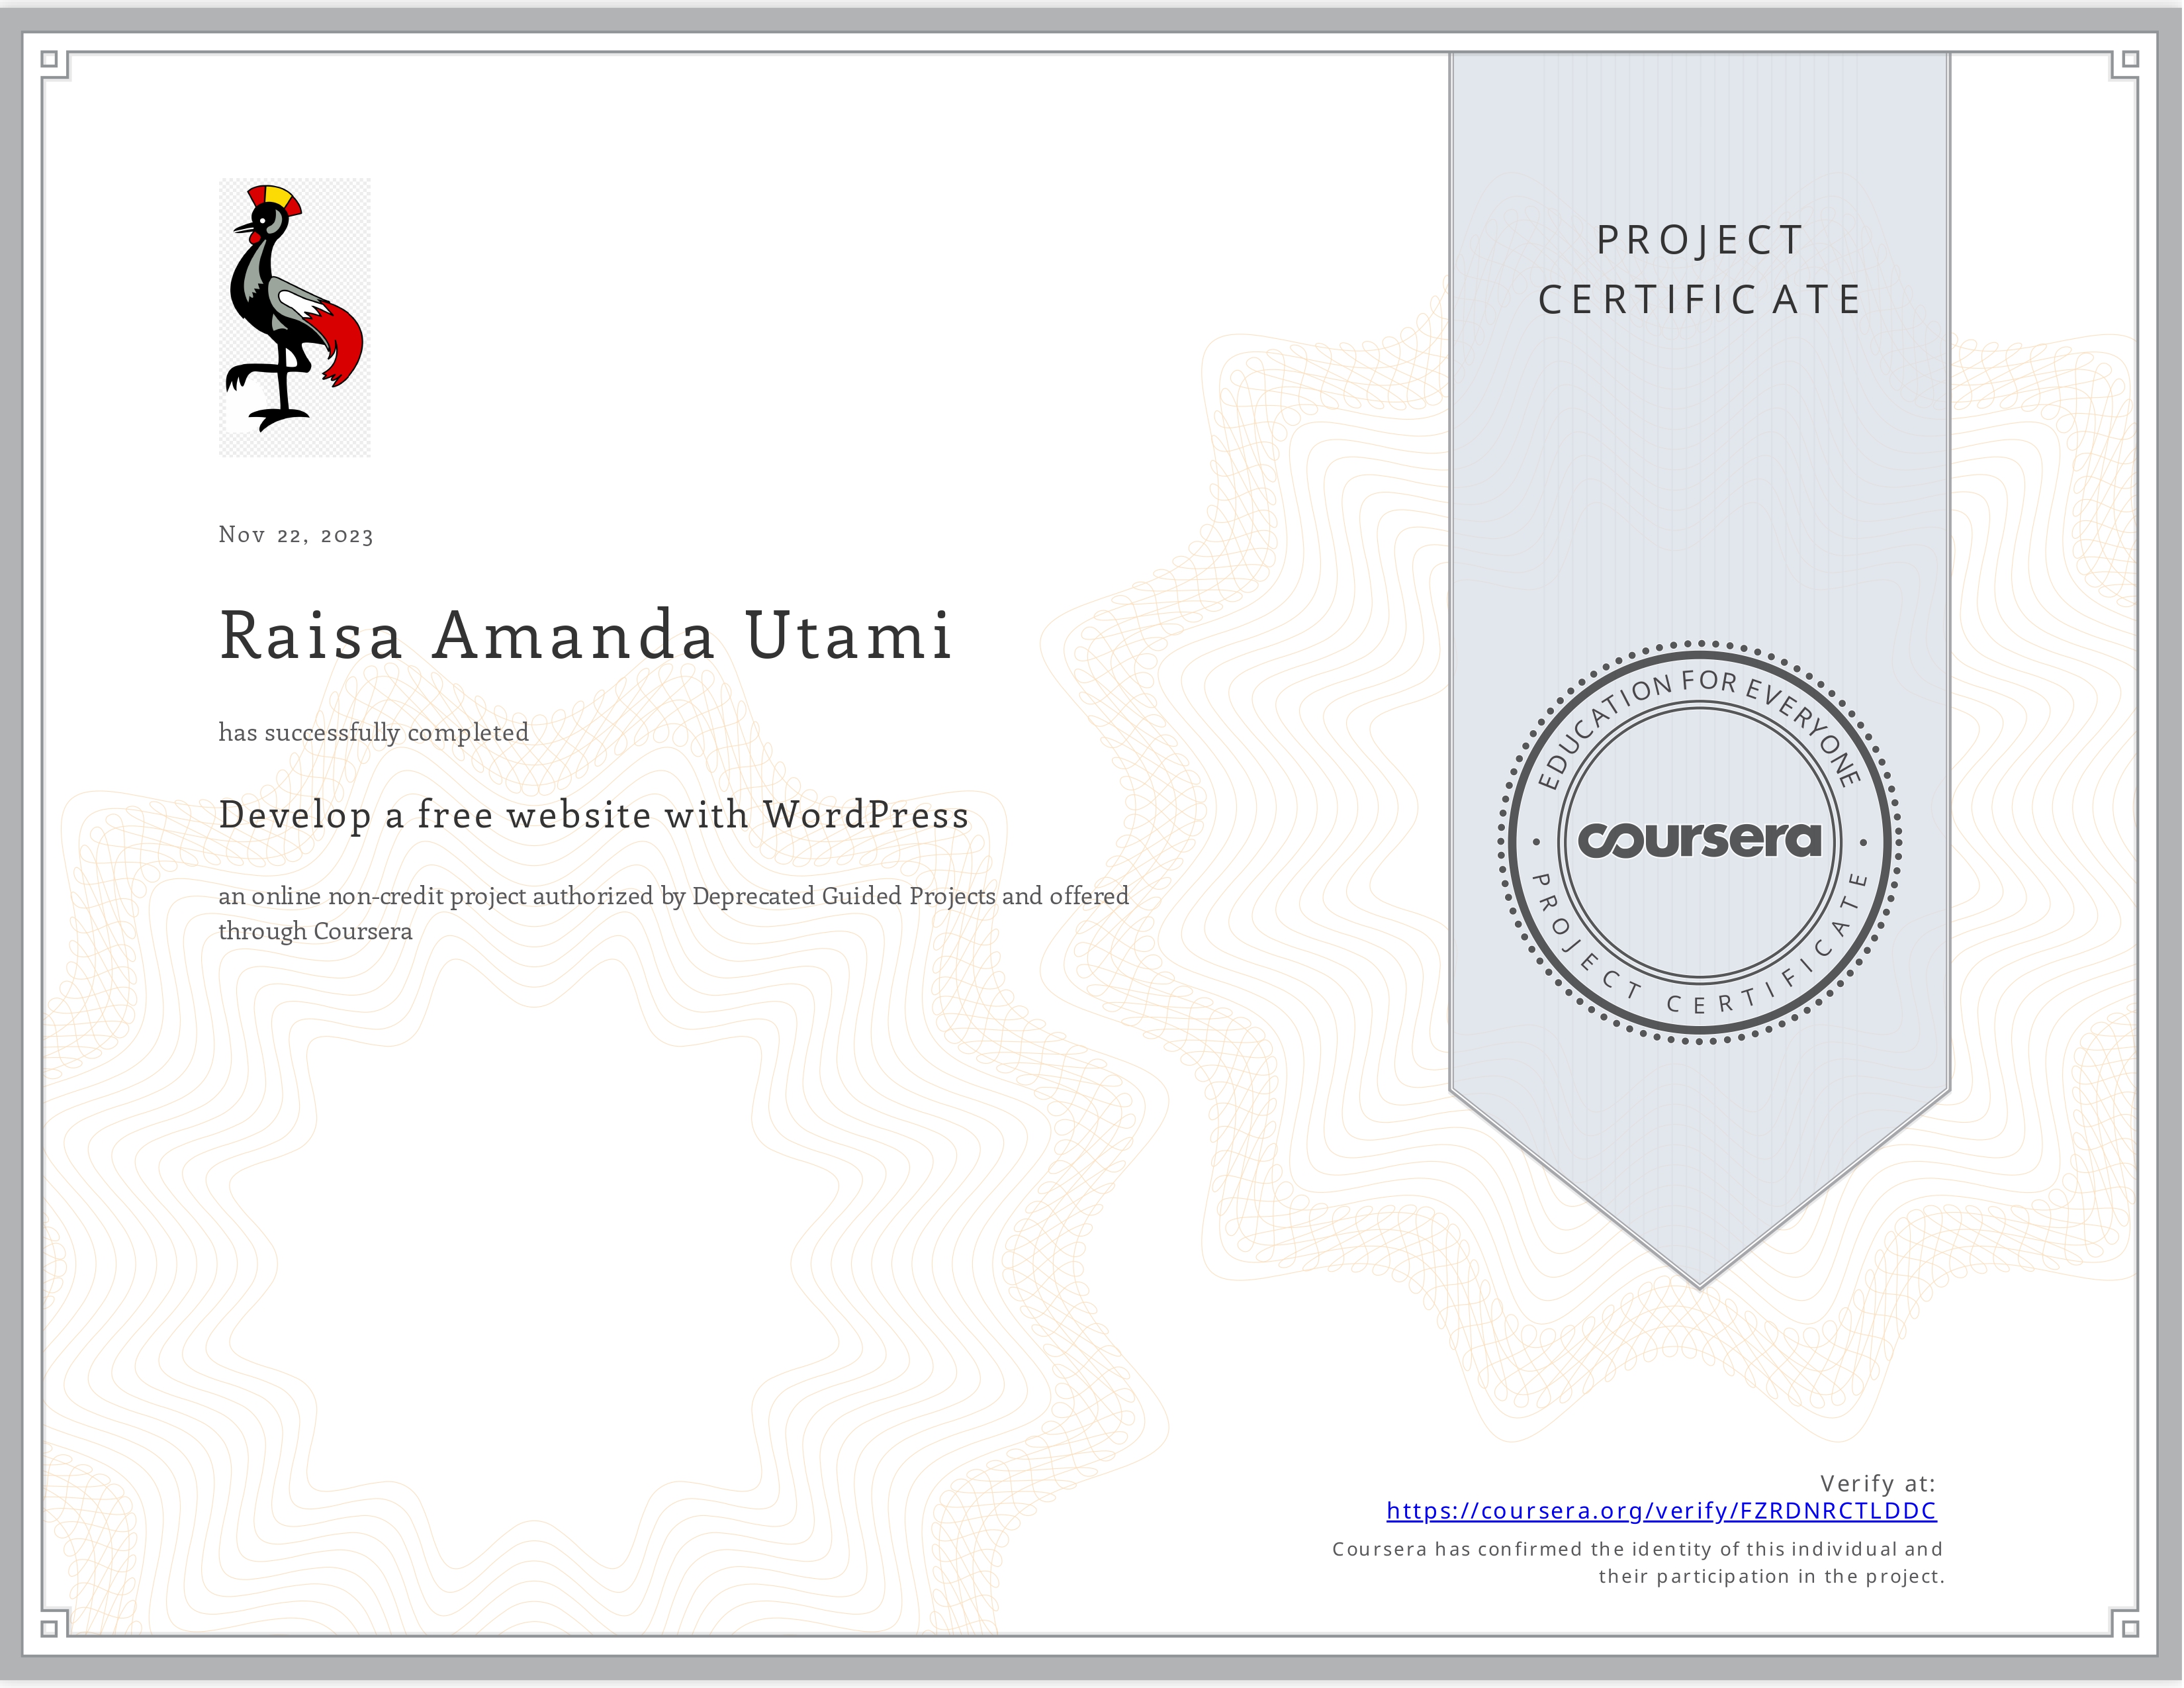 PROJECT
CERTIFICATE
Nov 22, 2023
Raisa Amanda Utami
has successfully completed
Develop a free website with WordPress
an online non-credit project authorized by Deprecated Guided Projects and offered
through Coursera
EDUCATION FOR EVERYONE
coursera
PROJECT CERTIFICATE
Verify at:
https://coursera.org/verify/FZRDNRCTLDDC
Coursera has confirmed the identity of this individual and
their participation in the project.